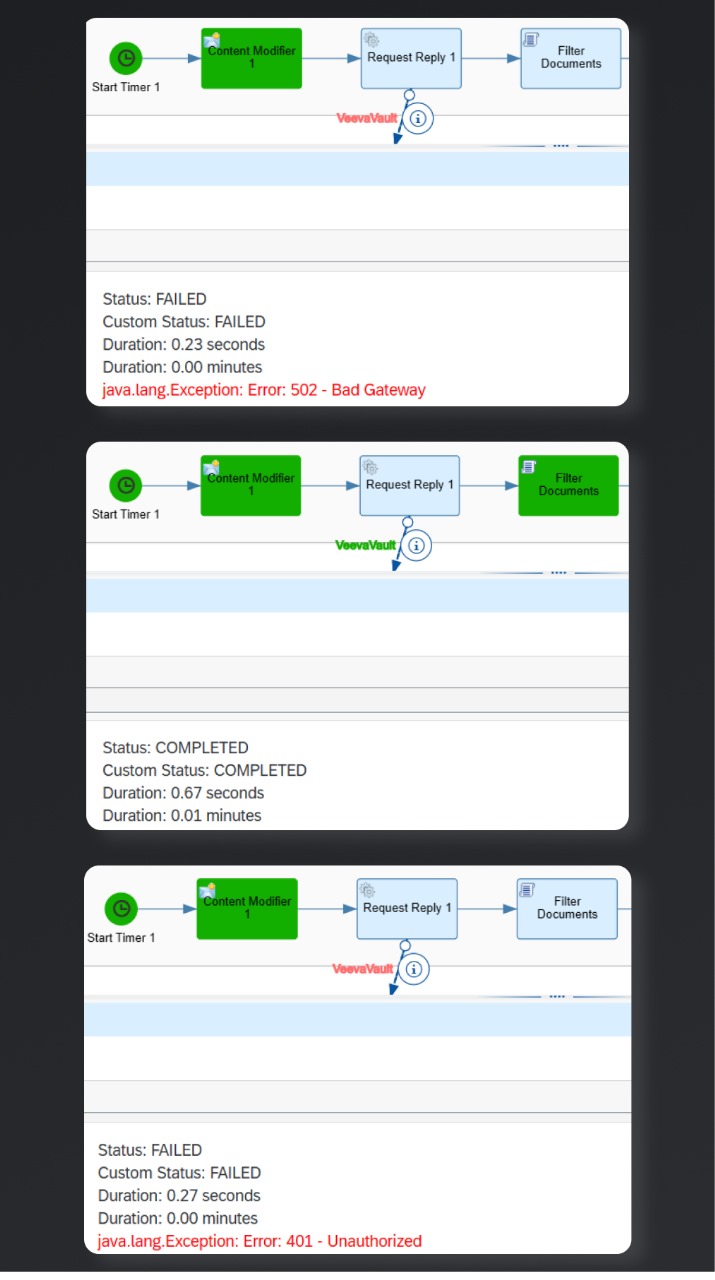 Content Modifier
1
Request Reply 1
Filter
Documents
Start Timer 1
VeevaVault
Status: FAILED
Custom Status: FAILED
Duration: 0.23 seconds
Duration: 0.00 minutes
java.lang.Exception: Error: 502 - Bad Gateway
Content Modifier
1
Request Reply 1
Filter
Documents
Start Timer 1
VeevaVault
Status: COMPLETED
Custom Status: COMPLETED
Duration: 0.67 seconds
Duration: 0.01 minutes
Content Modifier
1
Request Reply 1
Filter
Documents
Start Timer 1
VeevaVault
Status: FAILED
Custom Status: FAILED
Duration: 0.27 seconds
Duration: 0.00 minutes
java.lang.Exception: Error: 401 - Unauthorized